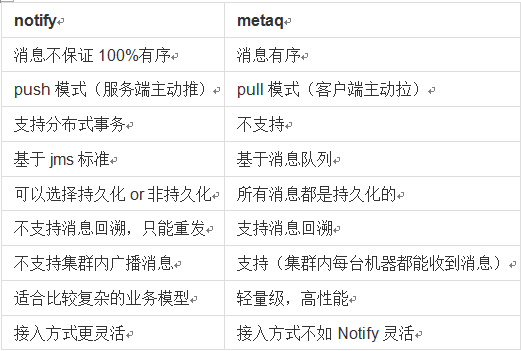 notify metaq
消息不保证 100%有序 消息有序
push 模式（服务端主动推） pull 模式（客户端主动拉）
支持分布式事务 不支持
基于 jms 标准 基于消息队列
可以选择持久化 or 非持久化 所有消息都是持久化的
不支持消息回溯，只能重发 支持消息回溯
不支持集群内广播消息 支持（集群内每台机器都能收到消息）
适合比较复杂的业务模型 轻量级，高性能
接入方式更灵活 接入方式不如 Notify 灵活